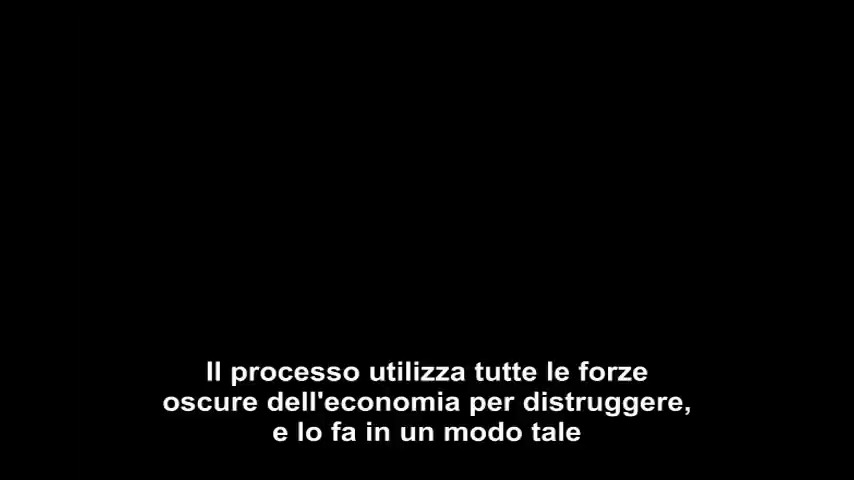 Il processo utilizza tutte le forze
oscure dell'economia per distruggere,
e lo fa in un modo tale